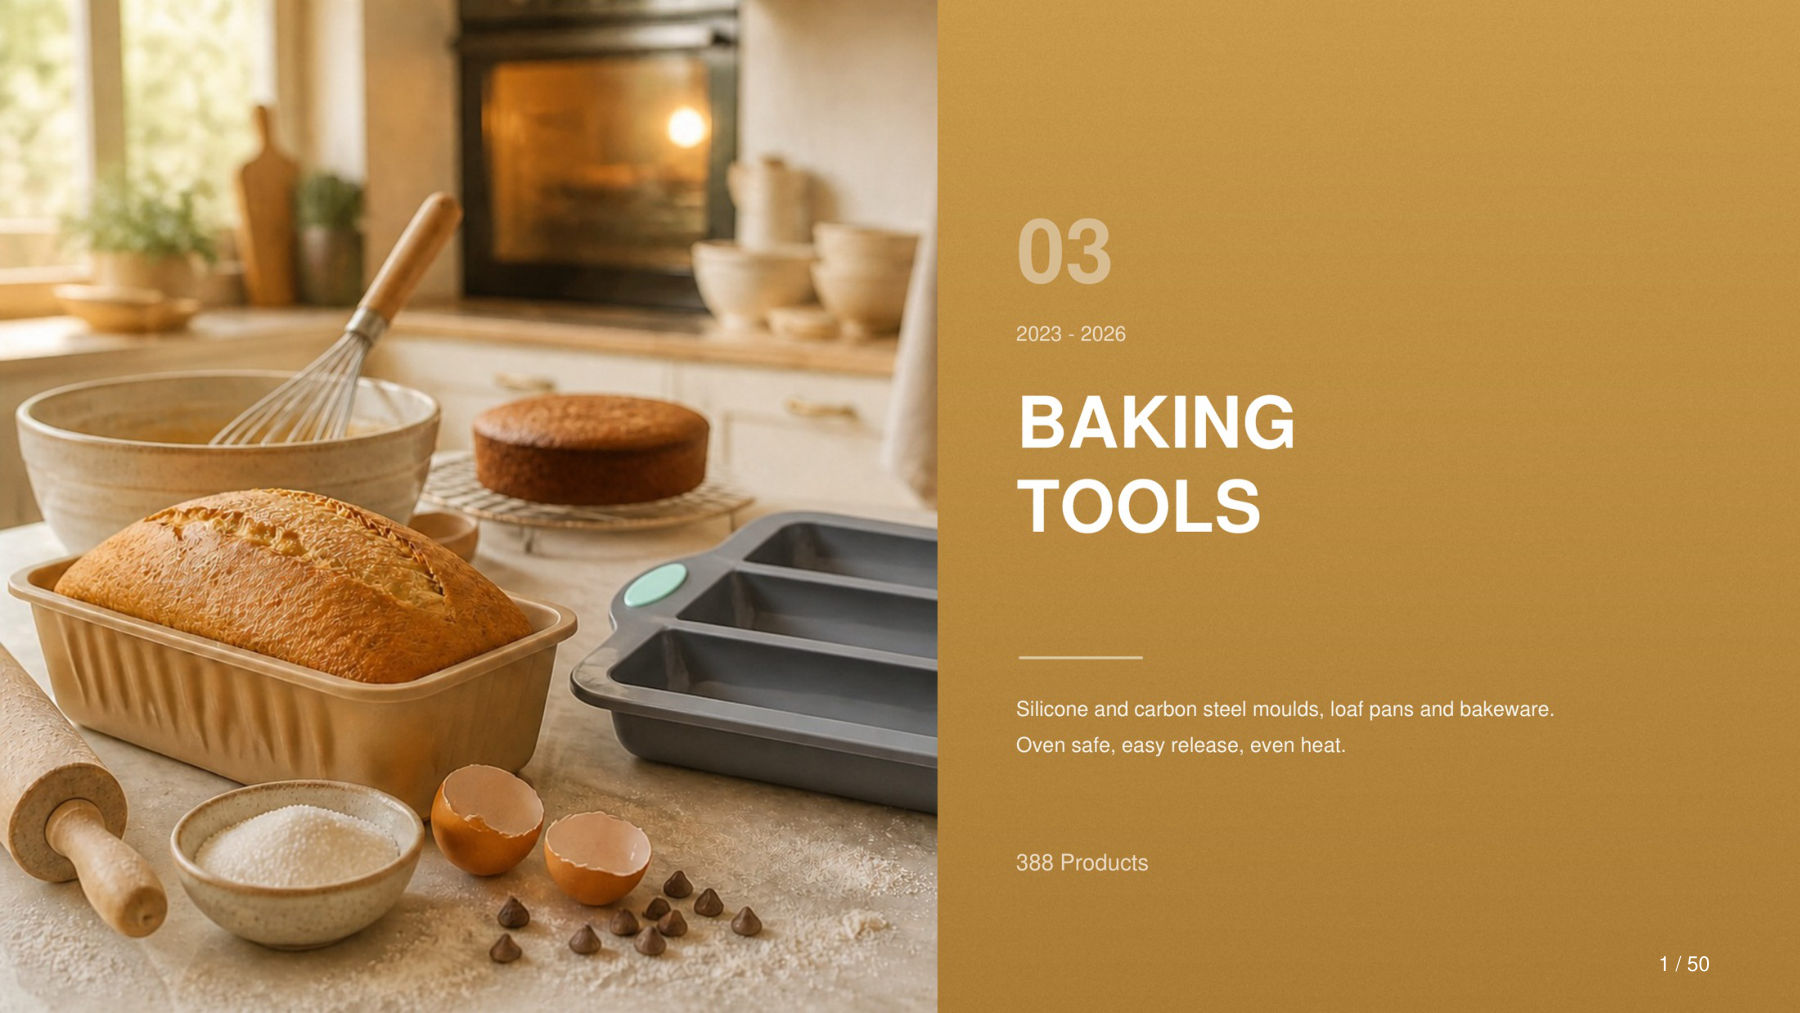 03
2023 - 2026
BAKING
TOOLS
Silicone and carbon steel moulds, loaf pans and bakeware.
Oven safe, easy release, even heat.
388 Products
1 / 50